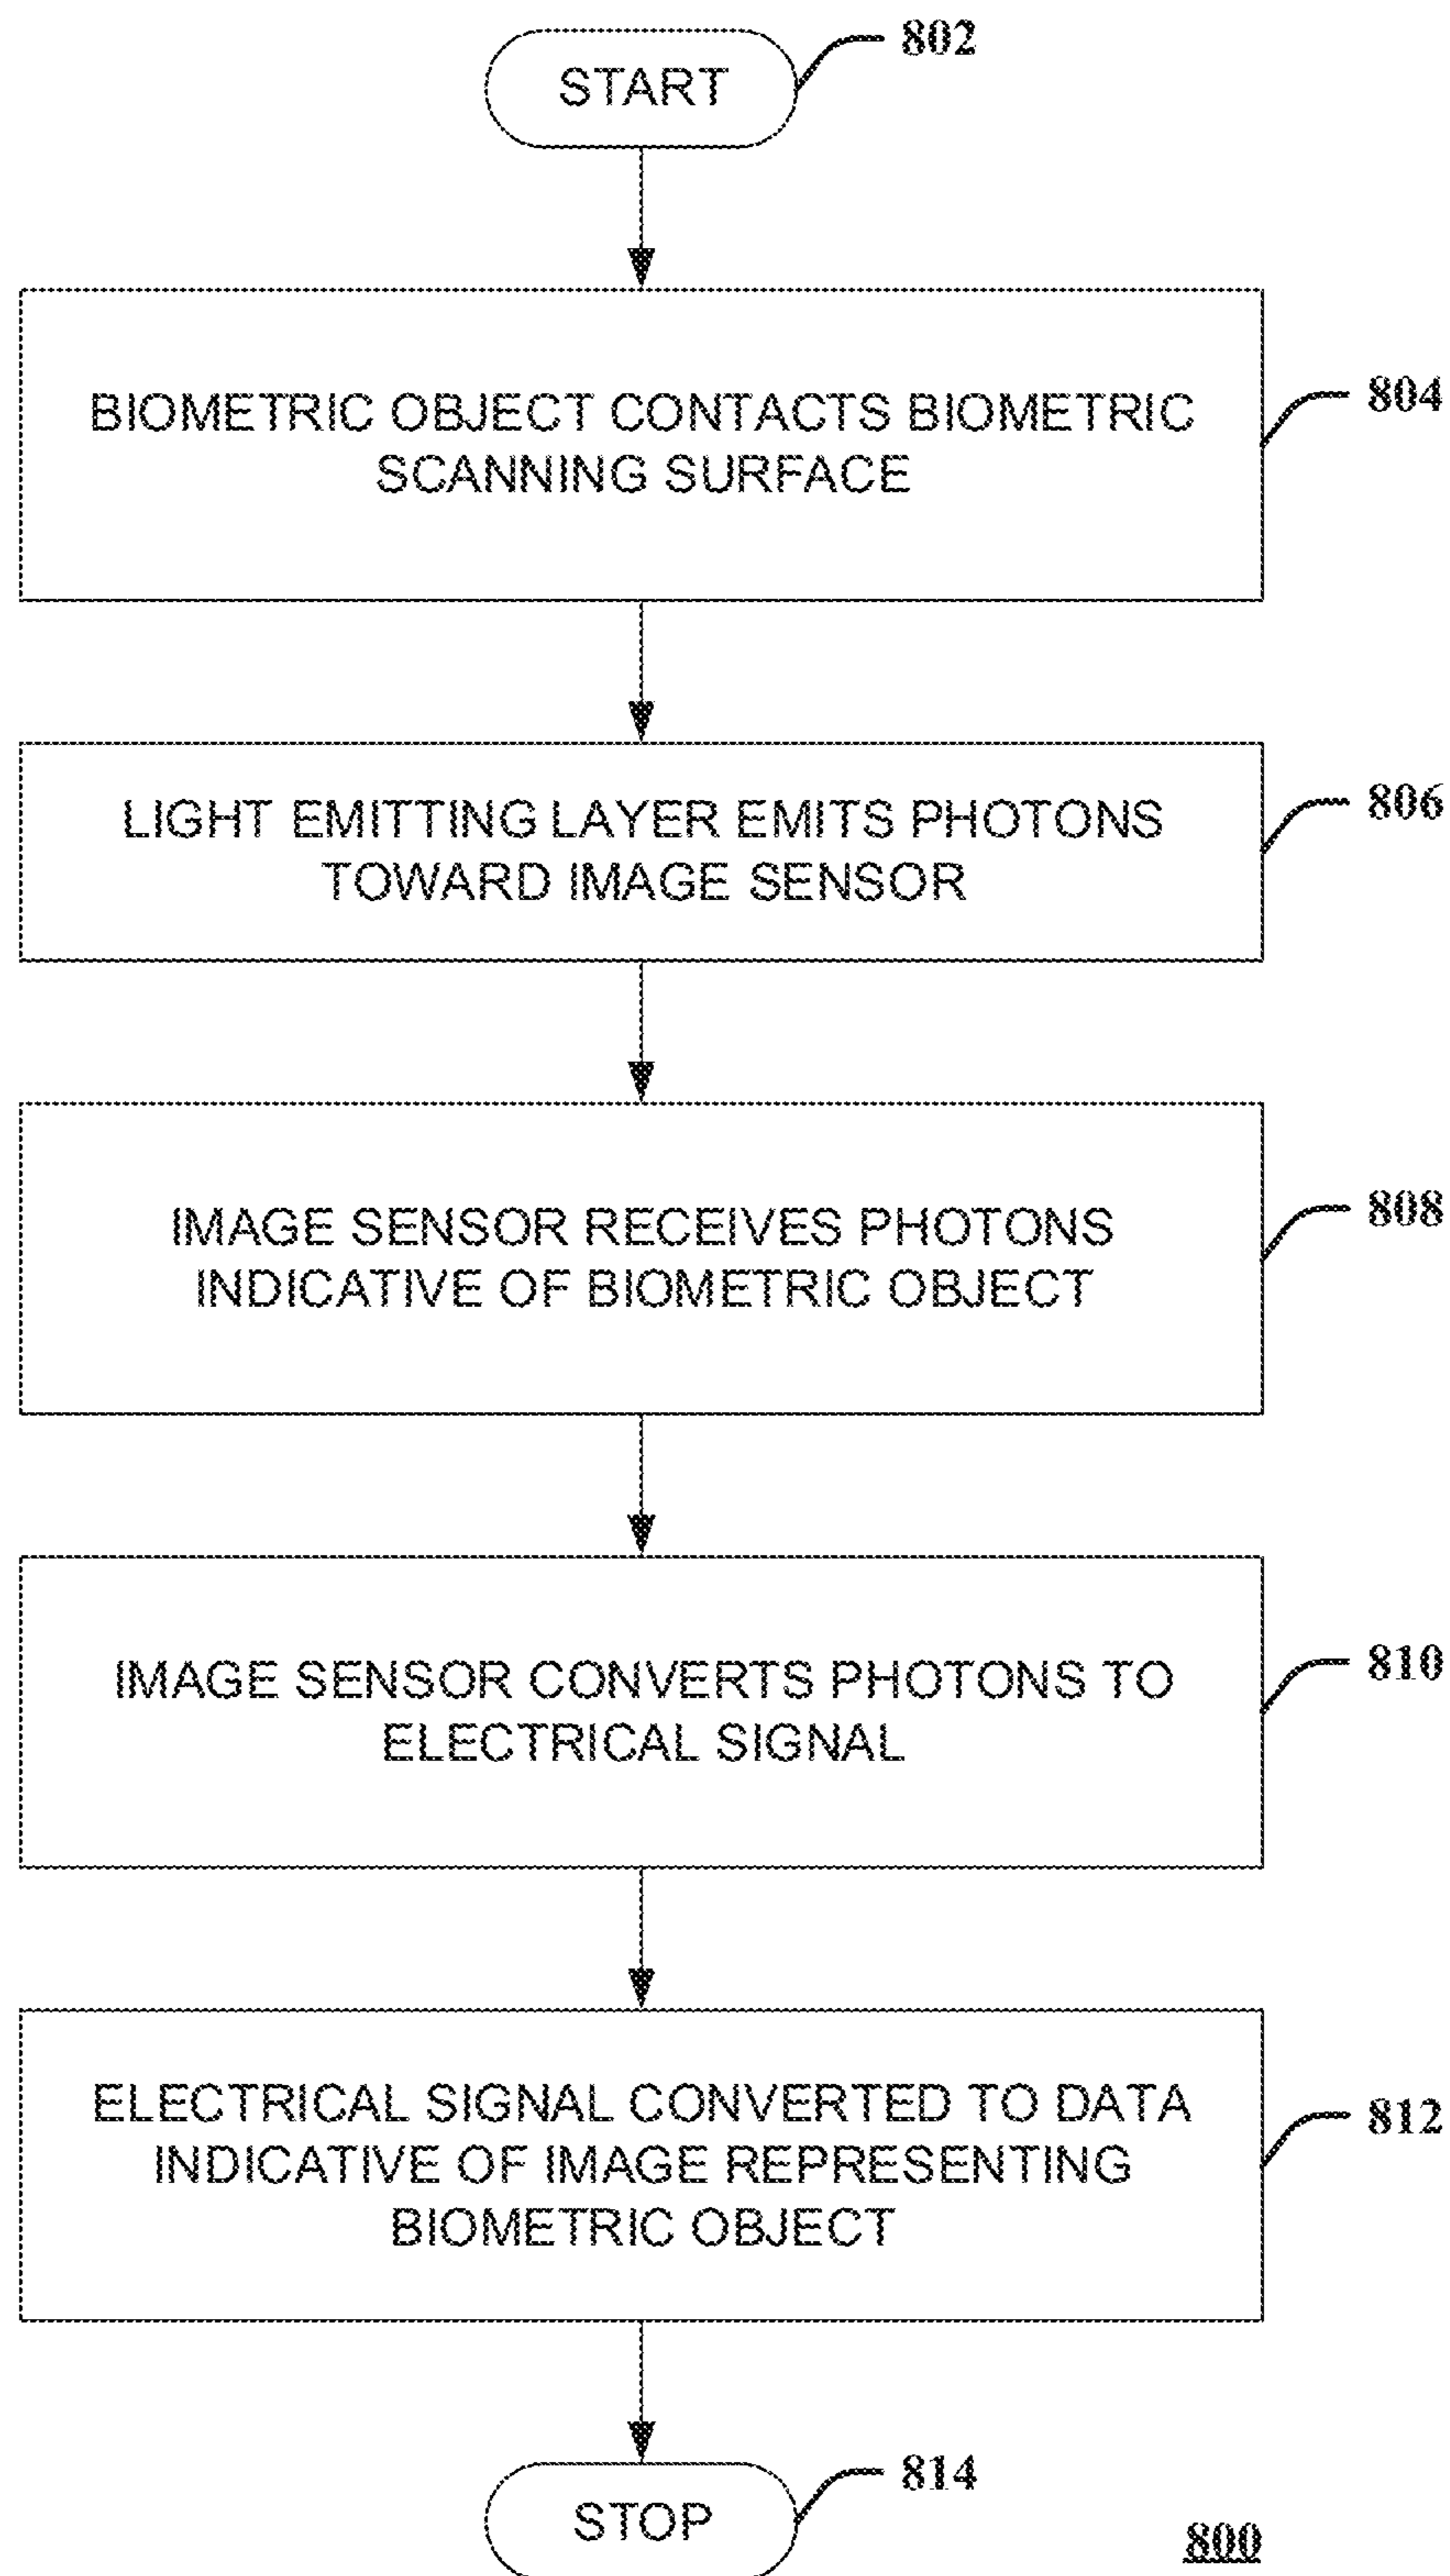 802
START
804
BIOMETRIC OBJECT CONTACTS BIOMETRIC
SCANNING SURFACE
806
LIGHT EMITTING LAYER EMITS PHOTONS
TOWARD IMAGE SENSOR
808
IMAGE SENSOR RECEIVES PHOTONS
INDICATIVE OF BIOMETRIC OBJECT
810
IMAGE SENSOR CONVERTS PHOTONS TO
ELECTRICAL SIGNAL
812
ELECTRICAL SIGNAL CONVERTED TO DATA
INDICATIVE OF IMAGE REPRESENTING
BIOMETRIC OBJECT
814
STOP
800